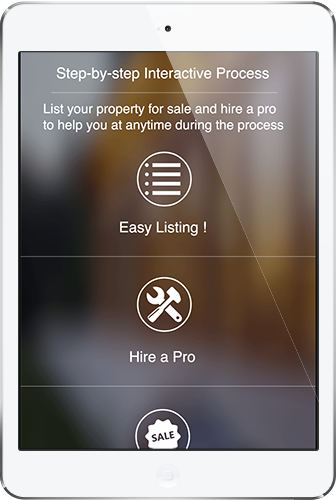 Step-by-step Interactive Process
List your property for sale and hire a pro
to help you at anytime during the process
Easy Listing !
Hire a Pro
SALE